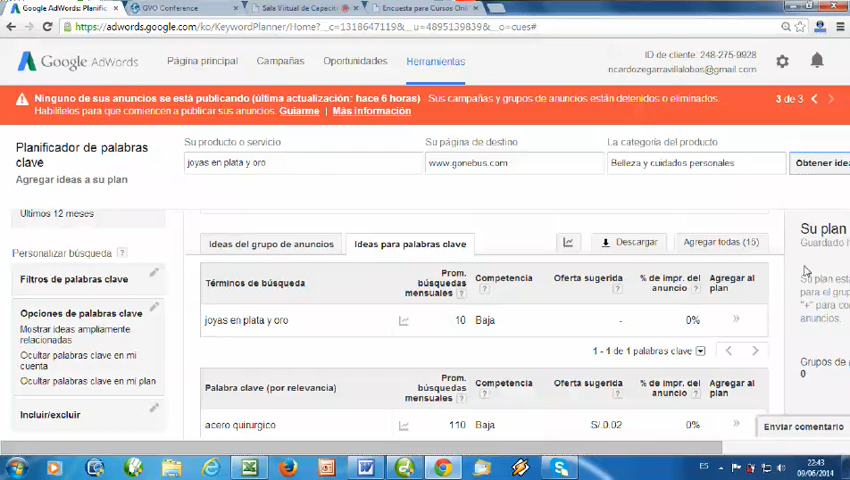 Google AdWords: Planific
GVO Conference
Sala Virtual de Capacit
Encuesta para Cursos Onl
https://adwords.google.com/ko/KeywordPlanner/Home?_c=1318647119&_u=4895139839&_o=cues#
Google AdWords
Página principal
Campañas
Oportunidades
Herramientas
ID de cliente: 248-275-9928
ricardozegarravillalobos@gmail.com
Ninguno de sus anuncios se está publicando (última actualización: hace 6 horas) - Sus campañas y grupos de anuncios están detenidos o eliminados.
Habilítelos para que comiencen a publicar sus anuncios. Guiarme | Más información
3 de 3
Planificador de palabras
clave
Agregar ideas a su plan
Su producto o servicio
joyas en plata y oro
Su página de destino
www.gonebus.com
La categoría del producto
Belleza y cuidados personales
Obtener idea
Últimos 12 meses
Personalizar búsqueda ?
Filtros de palabras clave
Opciones de palabras clave
Mostrar ideas ampliamente
relacionadas
Ocultar palabras clave en mi
cuenta
Ocultar palabras clave en mi plan
Incluir/excluir
Ideas del grupo de anuncios
Ideas para palabras clave
Descargar
Agregar todas (15)
Términos de búsqueda
Prom.
búsquedas
mensuales ?
Competencia
?
Oferta sugerida
?
% de impr. del
anuncio ?
Agregar al
plan
joyas en plata y oro
10
Baja
-
0%
»
1 - 1 de 1 palabras clave
Palabra clave (por relevancia)
Prom.
búsquedas
mensuales ?
Competencia
?
Oferta sugerida
?
% de impr. del
anuncio ?
Agregar al
plan
acero quirurgico
110
Baja
S/.0.02
0%
»
Su plan
Guardado h
Su plan est
para el grup
"+" para co
anuncios.
Grupos de
0
Enviar comentario
ES
22:43
09/06/2014